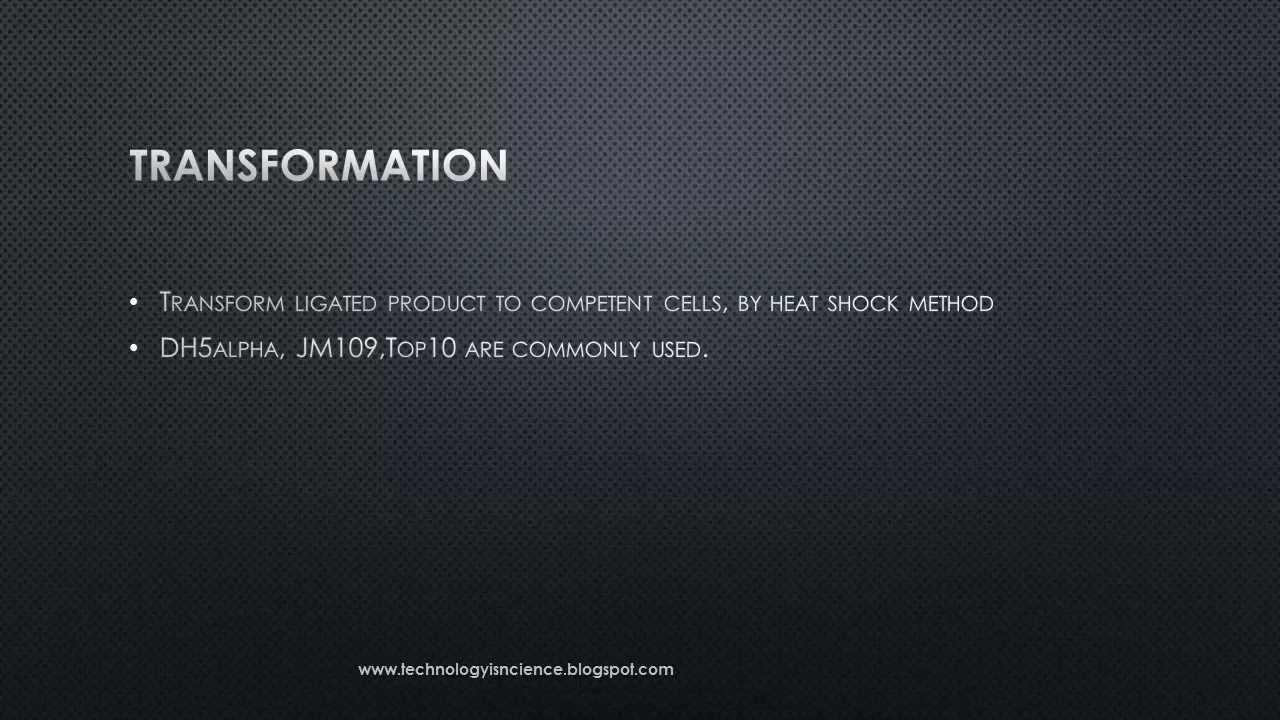 TRANSFORMATION
• TRANSFORM LIGATED PRODUCT TO COMPETENT CELLS, BY HEAT SHOCK METHOD
• DH5ALPHA, JM109,TOP10 ARE COMMONLY USED.
www.technologyisncience.blogspot.com